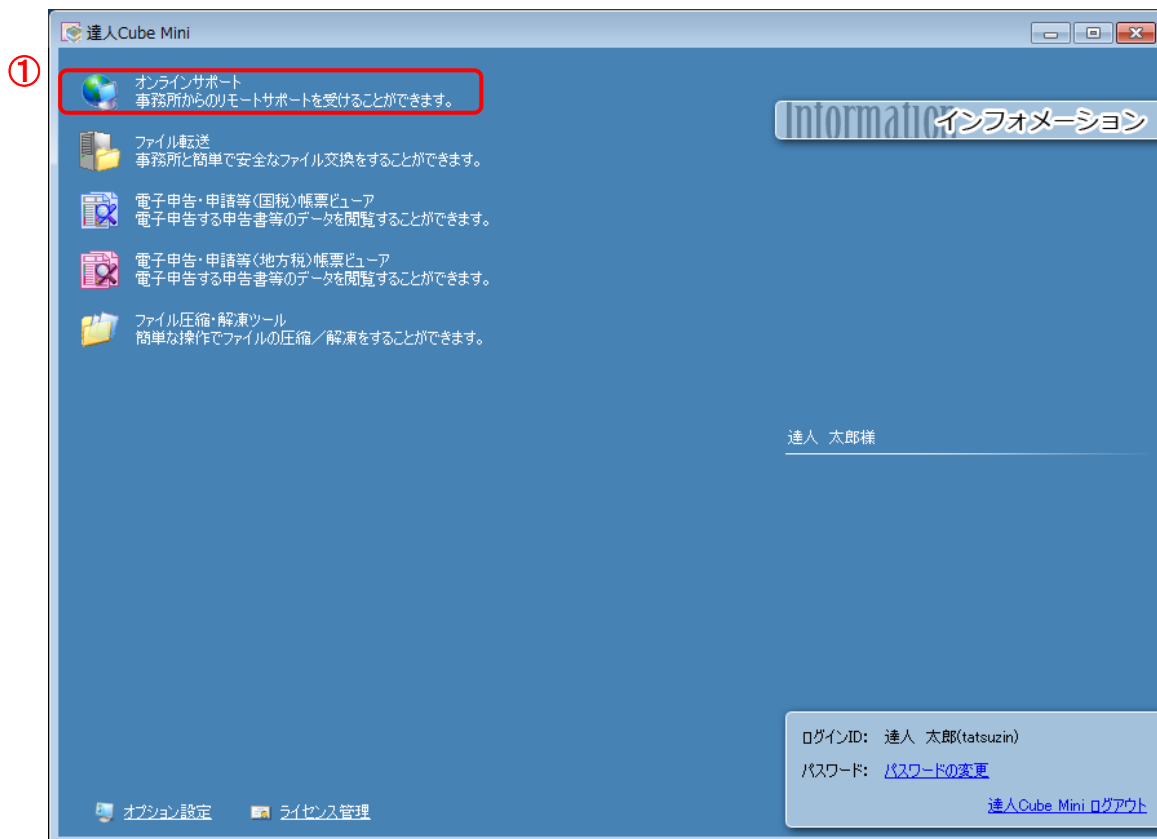 達人Cube Mini
①
オンラインサポート
事務所からのリモートサポートを受けることができます。
ファイル転送
事務所と簡単で安全なファイル交換をすることができます。
電子申告・申請等(国税)帳票ビューア
電子申告する申告書等のデータを閲覧することができます。
電子申告・申請等(地方税)帳票ビューア
電子申告する申告書等のデータを閲覧することができます。
ファイル圧縮・解凍ツール
簡単な操作でファイルの圧縮/解凍をすることができます。
Information インフォメーション
達人 太郎様
ログインID: 達人 太郎(tatsuzin)
パスワード: パスワードの変更
達人Cube Mini ログアウト
オプション設定 ライセンス管理